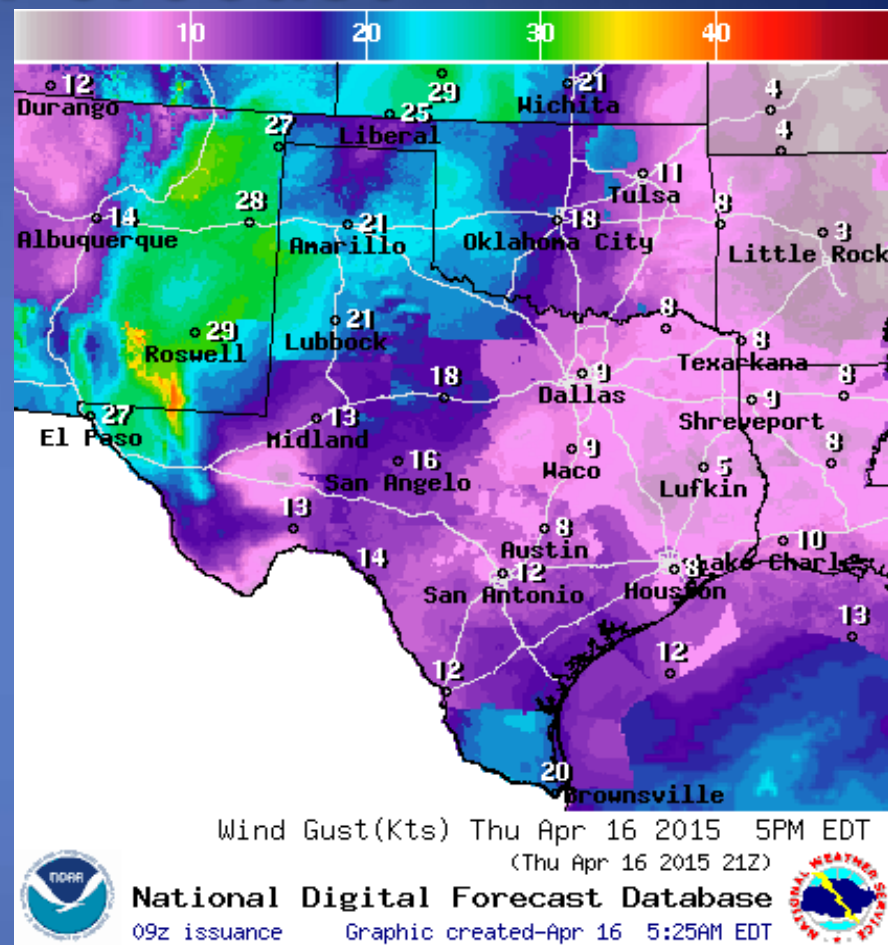 10 20 30 40
12
Durango
29
25
Liberal
21
Wichita
4
4
27
11
Tulsa
14
Albuquerque
28
21
Amarillo
18
Oklahoma City
8
3
Little Rock
29
Roswell
21
Lubbock
8
8
Texarkana
9
Dallas
18
9
Shreveport
8
27
El Paso
13
Midland
16
San Angelo
9
Waco
5
Lufkin
8
13
8
Austin
10
Lake Charles
14
12
San Antonio
8
Houston
13
12
12
20
Brownsville
Wind Gust(Kts) Thu Apr 16 2015 5PM EDT
(Thu Apr 16 2015 21Z)
NOAA
National Digital Forecast Database
09z issuance Graphic created-Apr 16 5:25AM EDT
NATIONAL WEATHER SERVICE